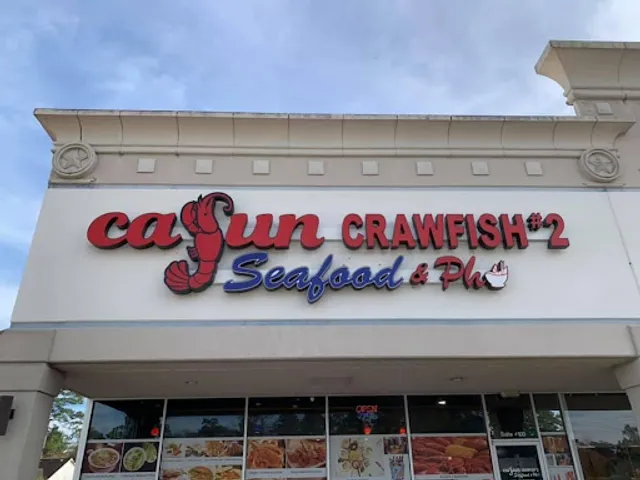 cajun CRAWFISH #2
Seafood & Pho
OPEN